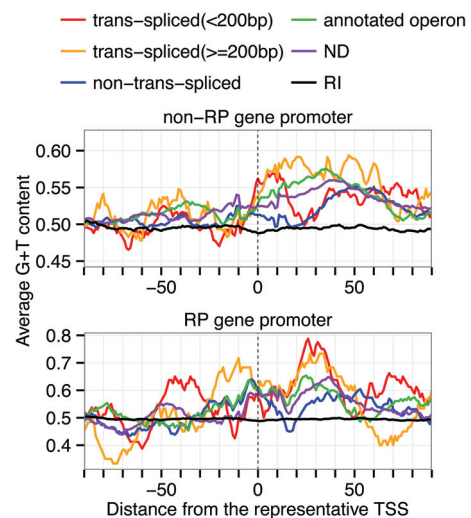 trans-spliced(<200bp)
annotated operon
trans-spliced(>=200bp)
ND
non-trans-spliced
RI
non-RP gene promoter
0.60
0.55
0.50
0.45
-50 0 50
Average G+T content
RP gene promoter
0.8
0.7
0.6
0.5
0.4
-50 0 50
Distance from the representative TSS